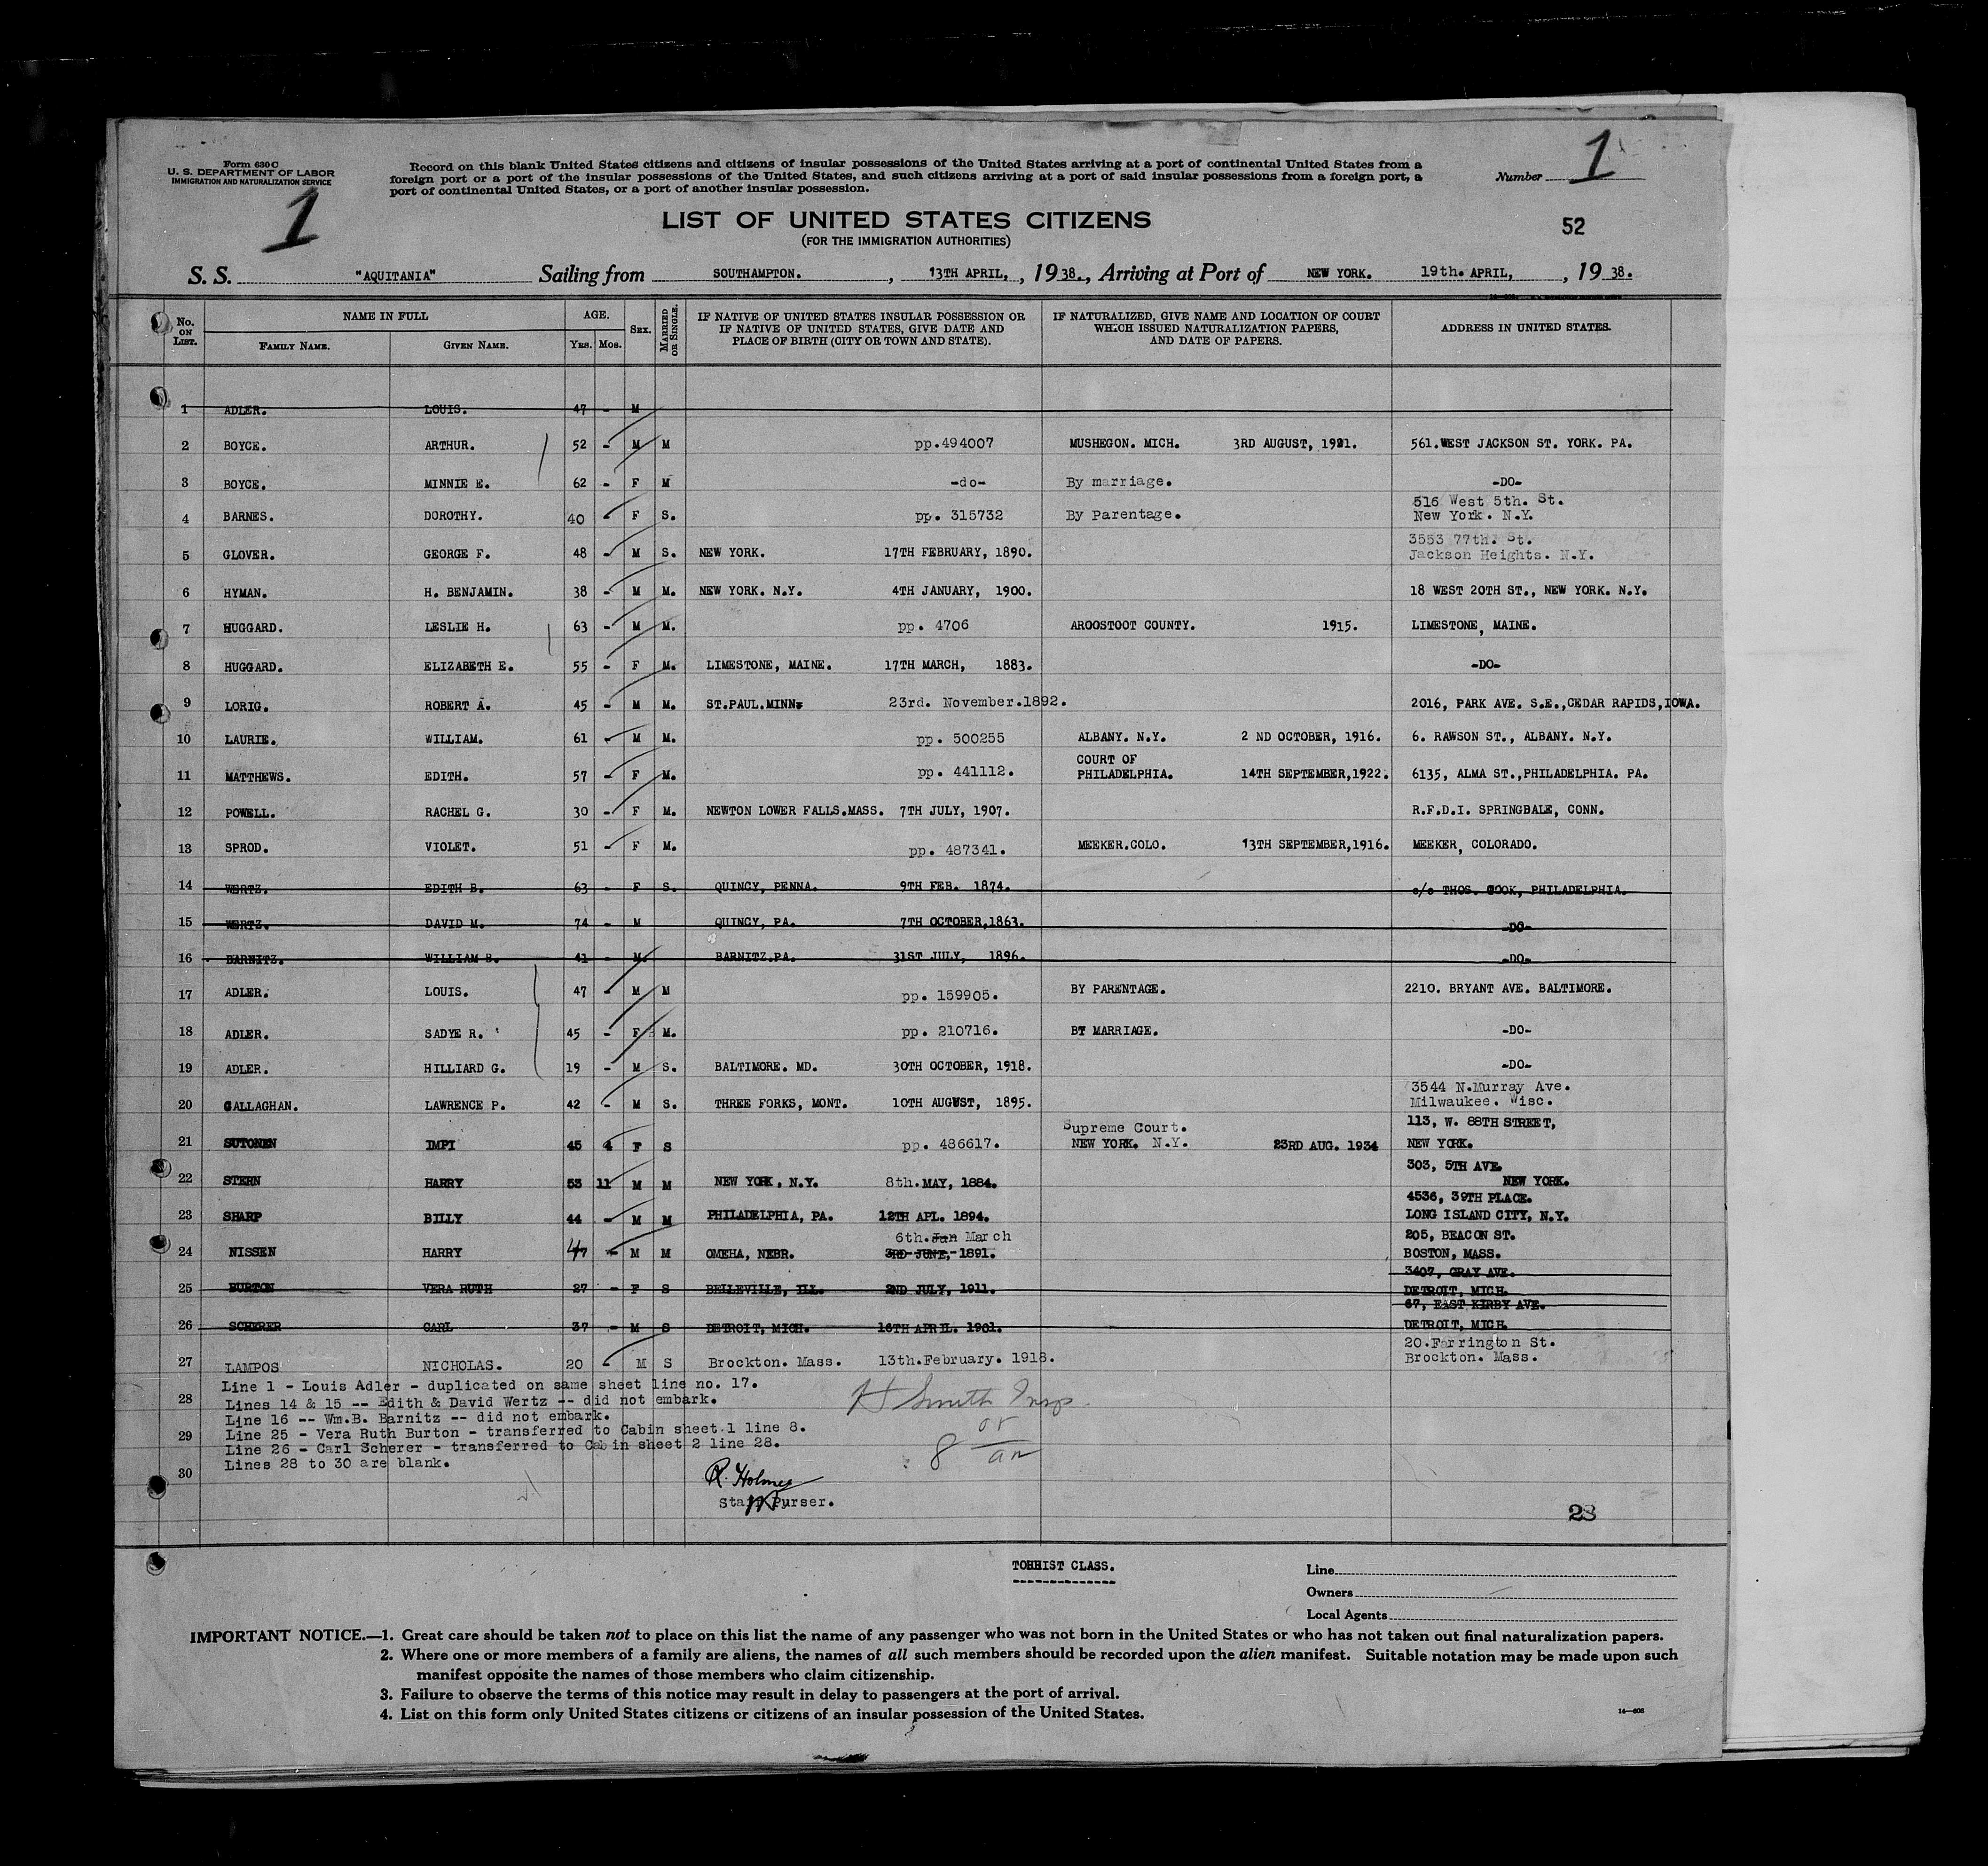 Form 630 C
U. S. DEPARTMENT OF LABOR
IMMIGRATION AND NATURALIZATION SERVICE
1
Record on this blank United States citizens and citizens of insular possessions of the United States arriving at a port of continental United States from a
foreign port or a port of the insular possessions of the United States, and such citizens arriving at a port of said insular possessions from a foreign port, a
port of continental United States, or a port of another insular possession.
Number 1
LIST OF UNITED STATES CITIZENS
(FOR THE IMMIGRATION AUTHORITIES)
52
S. S. "AQUITANIA" Sailing from SOUTHAMPTON. , 13TH APRIL, , 1938., Arriving at Port of NEW YORK. 19th. APRIL, , 1938.
No. ON LIST. NAME IN FULL FAMILY NAME. GIVEN NAME. AGE. YRS. MOS. SEX. MARRIED OR SINGLE. IF NATIVE OF UNITED STATES INSULAR POSSESSION OR IF NATIVE OF UNITED STATES, GIVE DATE AND PLACE OF BIRTH (CITY OR TOWN AND STATE). IF NATURALIZED, GIVE NAME AND LOCATION OF COURT WHICH ISSUED NATURALIZATION PAPERS, AND DATE OF PAPERS. ADDRESS IN UNITED STATES.
1 ADLER. LOUIS. 47 - M
2 BOYCE. ARTHUR. 52 - M M pp.494007 MUSHEGON. MICH. 3RD AUGUST, 1921. 561.WEST JACKSON ST. YORK. PA.
3 BOYCE. MINNIE E. 62 - F M -do- By marriage. -DO-
4 BARNES. DOROTHY. 40 - F S. pp. 315732 By Parentage. 516 West 5th. St.
New York. N.Y.
5 GLOVER. GEORGE F. 48 - M S. NEW YORK. 17TH FEBRUARY, 1890. 3553 77th. St.
Jackson Heights. N.Y.
6 HYMAN. H. BENJAMIN. 38 - M M. NEW YORK. N.Y. 4TH JANUARY, 1900. 18 WEST 20TH ST., NEW YORK. N.Y.
7 HUGGARD. LESLIE H. 63 - M M. pp. 4706 AROOSTOOT COUNTY. 1915. LIMESTONE, MAINE.
8 HUGGARD. ELIZABETH E. 55 - F M. LIMESTONE, MAINE. 17TH MARCH, 1883. -DO-
9 LORIG. ROBERT A. 45 - M M. ST.PAUL.MINN. 23rd. November.1892. 2016, PARK AVE. S.E.,CEDAR RAPIDS,IOWA.
10 LAURIE. WILLIAM. 61 - M M. pp. 500255 ALBANY. N.Y. 2 ND OCTOBER, 1916. 6. RAWSON ST., ALBANY. N.Y.
11 MATTHEWS. EDITH. 57 - F M. pp. 441112. COURT OF
PHILADELPHIA. 14TH SEPTEMBER,1922. 6135, ALMA ST.,PHILADELPHIA. PA.
12 POWELL. RACHEL G. 30 - F M. NEWTON LOWER FALLS.MASS. 7TH JULY, 1907. R.F.D.I. SPRINGBALE, CONN.
13 SPROD. VIOLET. 51 - F M. pp. 487341. MEEKER.COLO. 13TH SEPTEMBER,1916. MEEKER, COLORADO.
14 WERTZ. EDITH B. 63 - F S. QUINCY, PENNA. 9TH FEB. 1874. c/o THOS. COOK, PHILADELPHIA.
15 WERTZ. DAVID M. 74 - M QUINCY, PA. 7TH OCTOBER,1863. -DO-
16 BARNITZ. WILLIAM B. 41 - M. BARNITZ.PA. 31ST JULY, 1896. -DO-
17 ADLER. LOUIS. 47 - M M pp. 159905. BY PARENTAGE. 2210. BRYANT AVE. BALTIMORE.
18 ADLER. SADYE R. 45 - F M. pp. 210716. BY MARRIAGE. -DO-
19 ADLER. HILLIARD G. 19 - M S. BALTIMORE. MD. 30TH OCTOBER, 1918. -DO-
20 CALLAGHAN. LAWRENCE P. 42 - M S. THREE FORKS, MONT. 10TH AUGUST, 1895. 3544 N.Murray Ave.
Milwaukee. Wisc.
21 SUTONEN IMPI 45 4 F S pp. 486617. Supreme Court.
NEW YORK. N.Y. 23RD AUG. 1934 113, W. 88TH STREET,
NEW YORK.
22 STERN HARRY 53 11 M M NEW YORK, N.Y. 8th. MAY, 1884. 303, 5TH AVE.
NEW YORK.
23 SHARP BILLY 44 - M M PHILADELPHIA, PA. 12TH APL. 1894. 4536, 39TH PLACE.
LONG ISLAND CITY, N.Y.
24 NISSEN HARRY 47 - M M OMEHA, NEBR. 6th. Jun March
3RD JUNE, 1891. 205, BEACON ST.
BOSTON, MASS.
25 BURTON VERA RUTH 27 - F S BELLEVILLE, ILL. 2ND JULY, 1911. 3407, GRAY AVE.
DETROIT, MICH.
26 SCHERER CARL 37 - M S DETROIT, MICH. 16TH APRIL. 1901. 67, EAST KIRBY AVE.
DETROIT, MICH.
27 LAMPOS NICHOLAS. 20 - M S Brockton. Mass. 13th.February. 1918. 20.Farrington St.
Brockton. Mass.
Line 1 - Louis Adler - duplicated on same sheet line no. 17.
28 Lines 14 & 15 -- Edith & David Wertz -- did not embark.
Line 16 -- Wm.B. Barnitz -- did not embark.
29 Line 25 - Vera Ruth Burton - transferred to Cabin sheet.1 line 8.
Line 26 - Carl Scherer - transferred to Cabin sheet 2 line 28.
30 Lines 28 to 30 are blank.
H Smith Insp.
8
R. Holmes
Staff Purser.
23
TOURIST CLASS.
Line
Owners
Local Agents
IMPORTANT NOTICE.—1. Great care should be taken not to place on this list the name of any passenger who was not born in the United States or who has not taken out final naturalization papers.
2. Where one or more members of a family are aliens, the names of all such members should be recorded upon the alien manifest. Suitable notation may be made upon such
manifest opposite the names of those members who claim citizenship.
3. Failure to observe the terms of this notice may result in delay to passengers at the port of arrival.
4. List on this form only United States citizens or citizens of an insular possession of the United States.